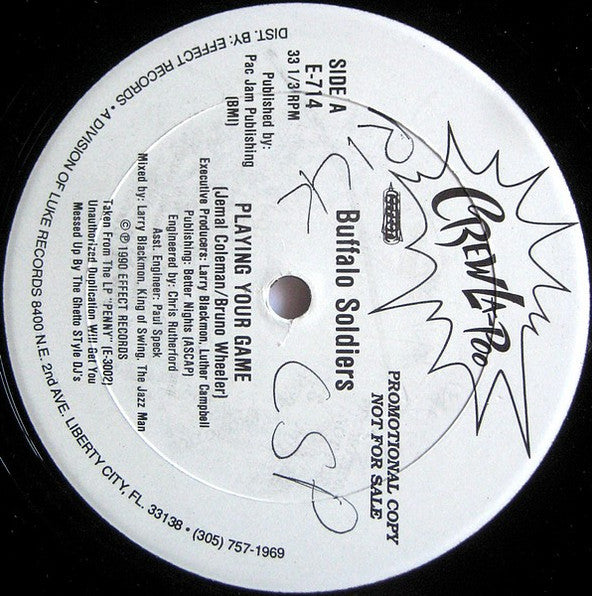 CREWLA-POO
PROMOTIONAL COPY
NOT FOR SALE
SIDE A
E-714
33 1/3 RPM
Published by:
Pac Jam Publishing
(BMI)
Buffalo Soldiers
PLAYING YOUR GAME
(Jemal Coleman/Bruno Wheeler)
Executive Producers: Larry Blackmon, Luther Campbell
Publishing: Better Nights (ASCAP)
Engineered by: Chris Rutherford
Asst. Engineer: Paul Speck
Mixed by: Larry Blackmon, King of Swing, The Jazz Man
© ℗ 1990 EFFECT RECORDS
Taken From The LP "PENNY" (E-3002)
Unauthorized Duplication Will Get You
Messed Up By The Ghetto STyle DJ's
DIST. BY: EFFECT RECORDS • A DIVISION OF LUKE RECORDS 8400 N.E. 2nd AVE. LIBERTY CITY, FL. 33138 • (305) 757-1969